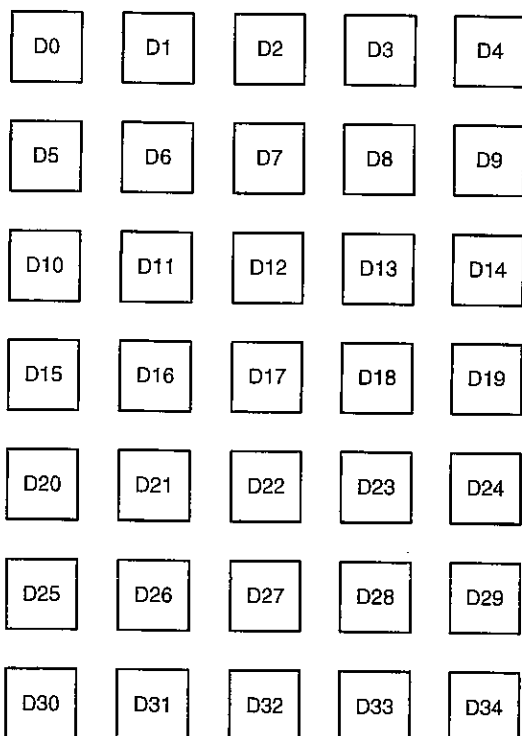 D0 D1 D2 D3 D4
D5 D6 D7 D8 D9
D10 D11 D12 D13 D14
D15 D16 D17 D18 D19
D20 D21 D22 D23 D24
D25 D26 D27 D28 D29
D30 D31 D32 D33 D34